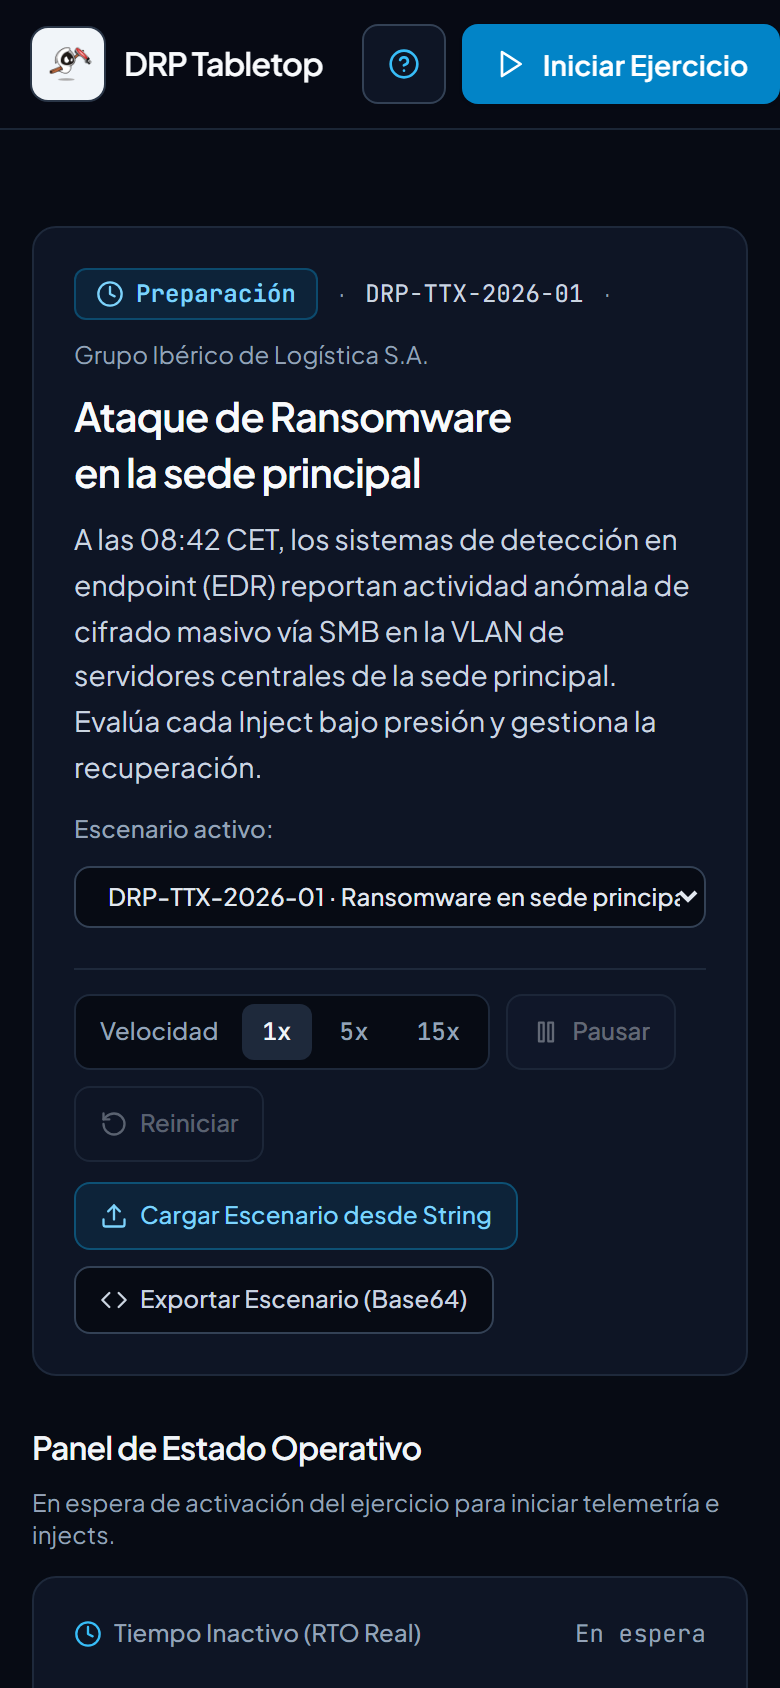 DRP Tabletop
Iniciar Ejercicio
Preparación · DRP-TTX-2026-01 ·
Grupo Ibérico de Logística S.A.
Ataque de Ransomware
en la sede principal
A las 08:42 CET, los sistemas de detección en
endpoint (EDR) reportan actividad anómala de
cifrado masivo vía SMB en la VLAN de
servidores centrales de la sede principal.
Evalúa cada Inject bajo presión y gestiona la
recuperación.
Escenario activo:
DRP-TTX-2026-01 · Ransomware en sede principa
Velocidad 1x 5x 15x Pausar
Reiniciar
Cargar Escenario desde String
Exportar Escenario (Base64)
Panel de Estado Operativo
En espera de activación del ejercicio para iniciar telemetría e
injects.
Tiempo Inactivo (RTO Real) En espera